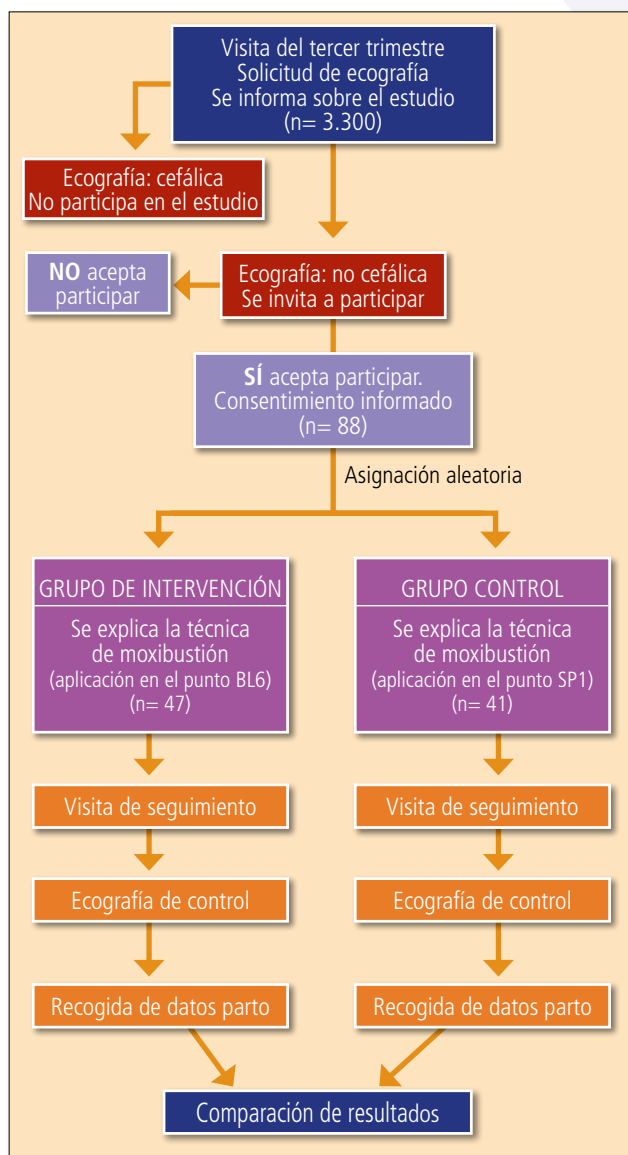 Visita del tercer trimestre
Solicitud de ecografía
Se informa sobre el estudio
(n= 3.300)
Ecografía: cefálica
No participa en el estudio
NO acepta
participar
Ecografía: no cefálica
Se invita a participar
SÍ acepta participar.
Consentimiento informado
(n= 88)
Asignación aleatoria
GRUPO DE INTERVENCIÓN
Se explica la técnica
de moxibustión
(aplicación en el punto BL6)
(n= 47)
GRUPO CONTROL
Se explica la técnica
de moxibustión
(aplicación en el punto SP1)
(n= 41)
Visita de seguimiento
Visita de seguimiento
Ecografía de control
Ecografía de control
Recogida de datos parto
Recogida de datos parto
Comparación de resultados